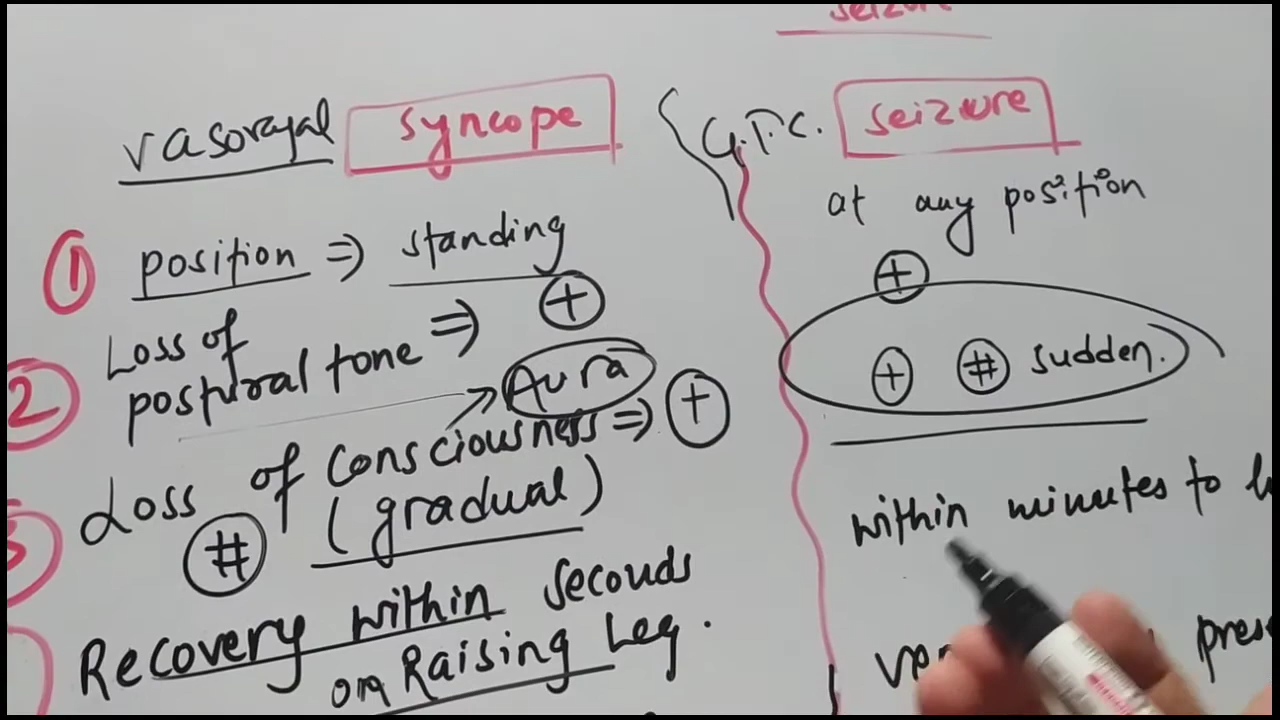 seizure
vasovagal syncope
G.T.C. seizure
① position ⇒ standing
at any position
② Loss of
postural tone ⇒ +
+
Aura
③ Loss of consciousness ⇒ +
# (gradual)
+ # sudden.
Recovery within seconds
on Raising Leg.
within minutes to